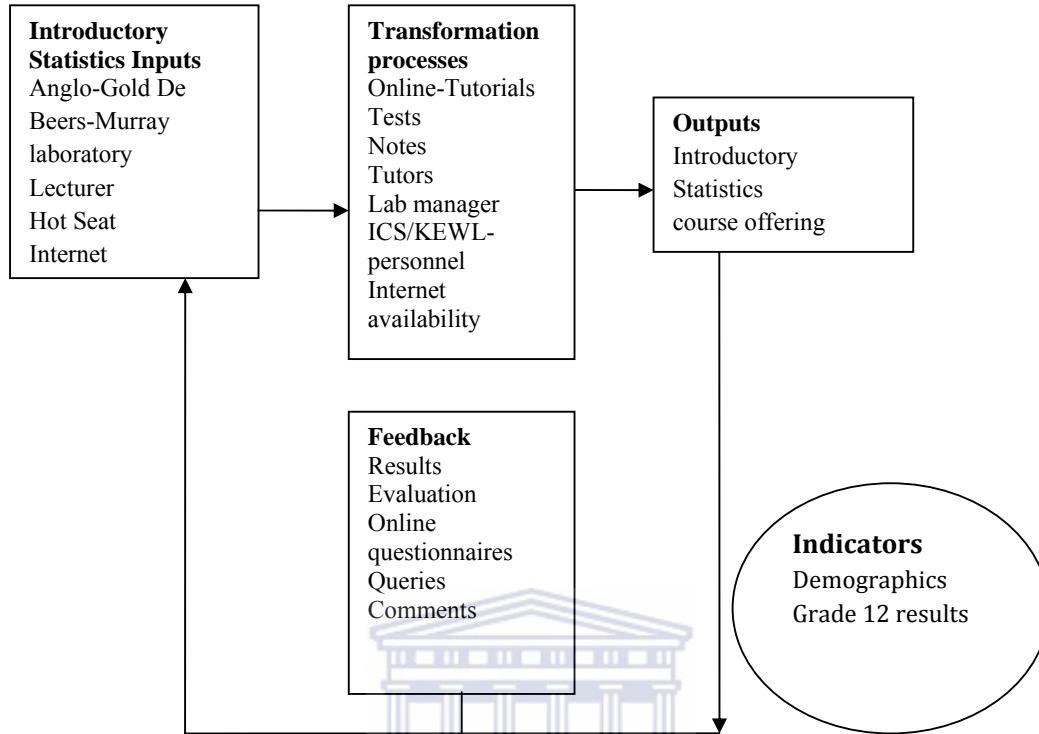 Introductory
Statistics Inputs
Anglo-Gold De
Beers-Murray
laboratory
Lecturer
Hot Seat
Internet
Transformation
processes
Online-Tutorials
Tests
Notes
Tutors
Lab manager
ICS/KEWL-
personnel
Internet
availability
Outputs
Introductory
Statistics
course offering
Feedback
Results
Evaluation
Online
questionnaires
Queries
Comments
Indicators
Demographics
Grade 12 results